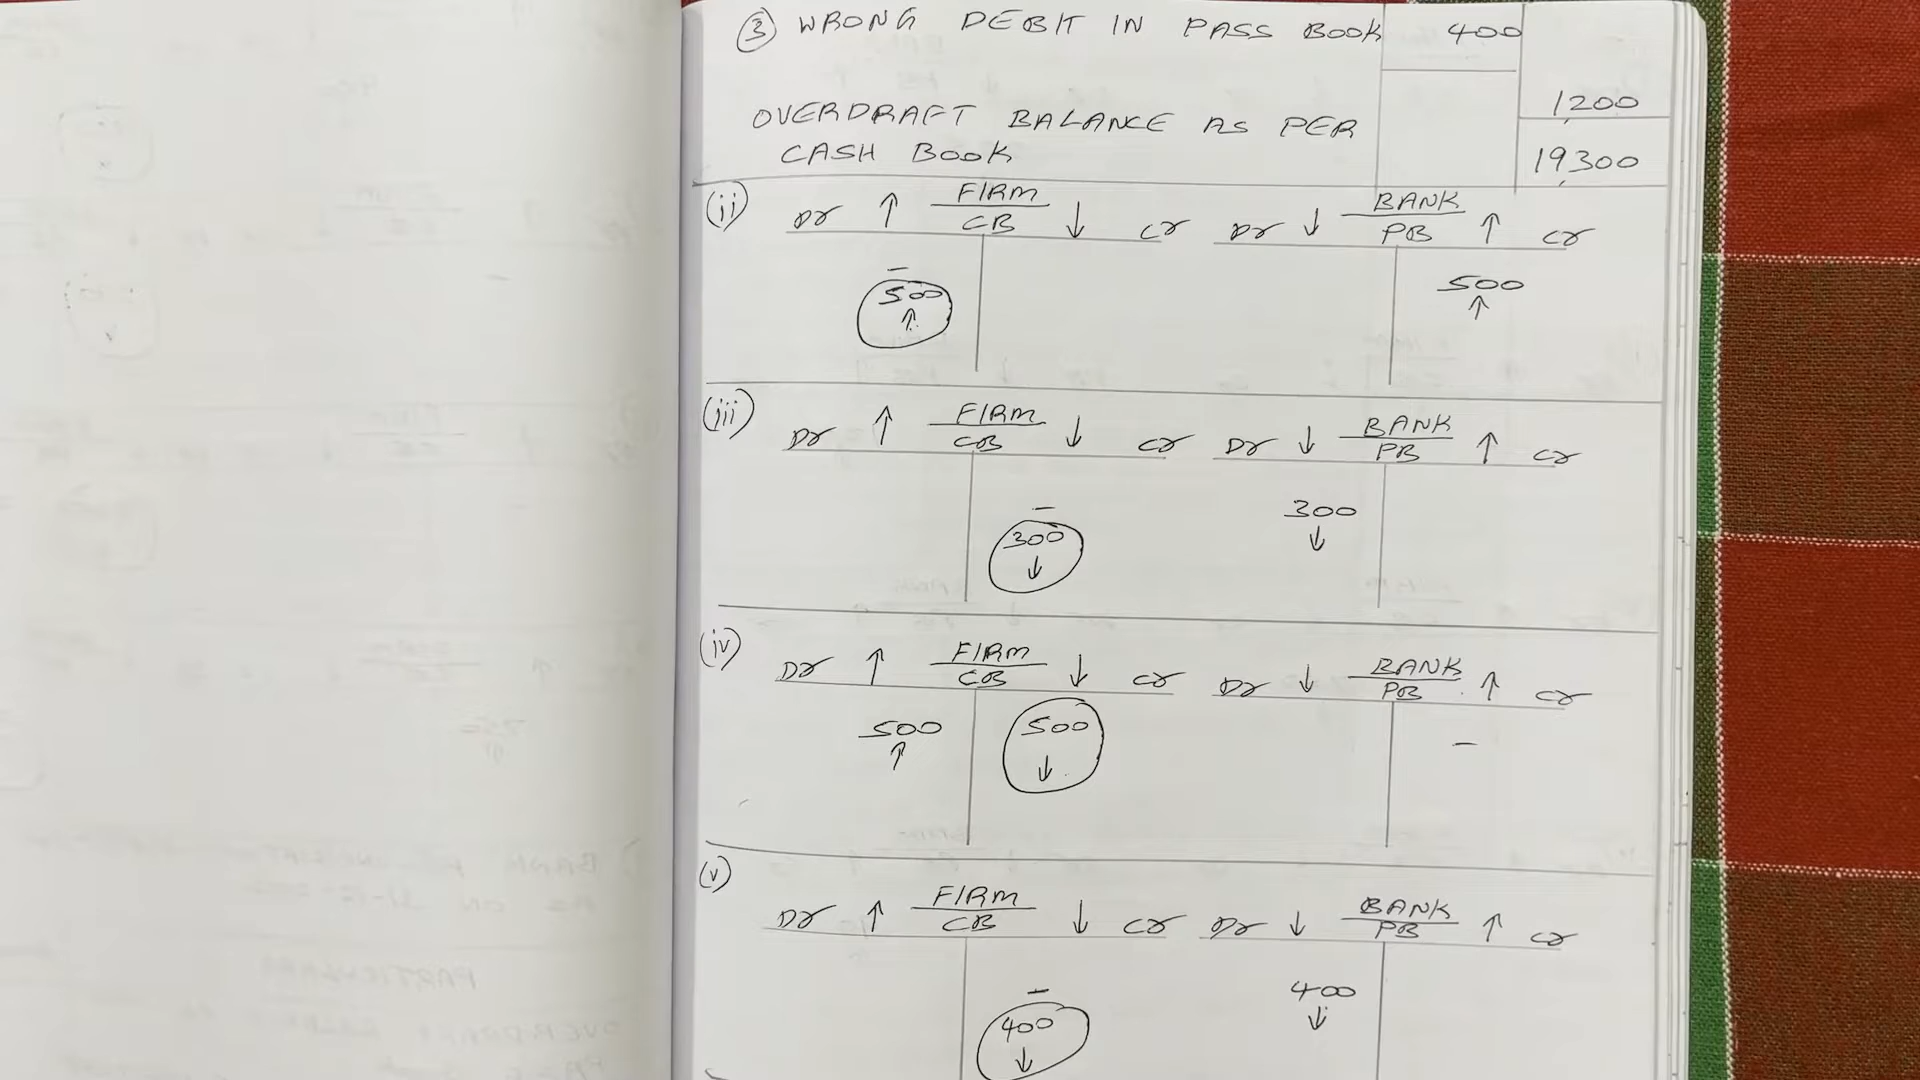 ③ WRONG DEBIT IN PASS BOOK 400
1200
OVERDRAFT BALANCE AS PER
CASH BOOK 19,300
(ii) Dr ↑ FIRM ↓ Cr Dr ↓ BANK ↑ Cr
CB PB
–
500 500
↑ ↑
(iii) Dr ↑ FIRM ↓ Cr Dr ↓ BANK ↑ Cr
CB PB
–
300 300
↓ ↓
(iv) Dr ↑ FIRM ↓ Cr Dr ↓ BANK ↑ Cr
CB PB
500 500 –
↑ ↓
(v) Dr ↑ FIRM ↓ Cr Dr ↓ BANK ↑ Cr
CB PB
–
400 400
↓ ↓